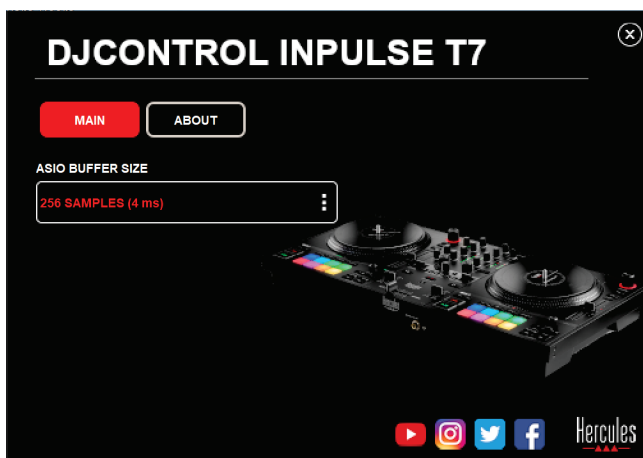 DJCONTROL INPULSE T7
MAIN
ABOUT
ASIO BUFFER SIZE
256 SAMPLES (4 ms)
Hercules